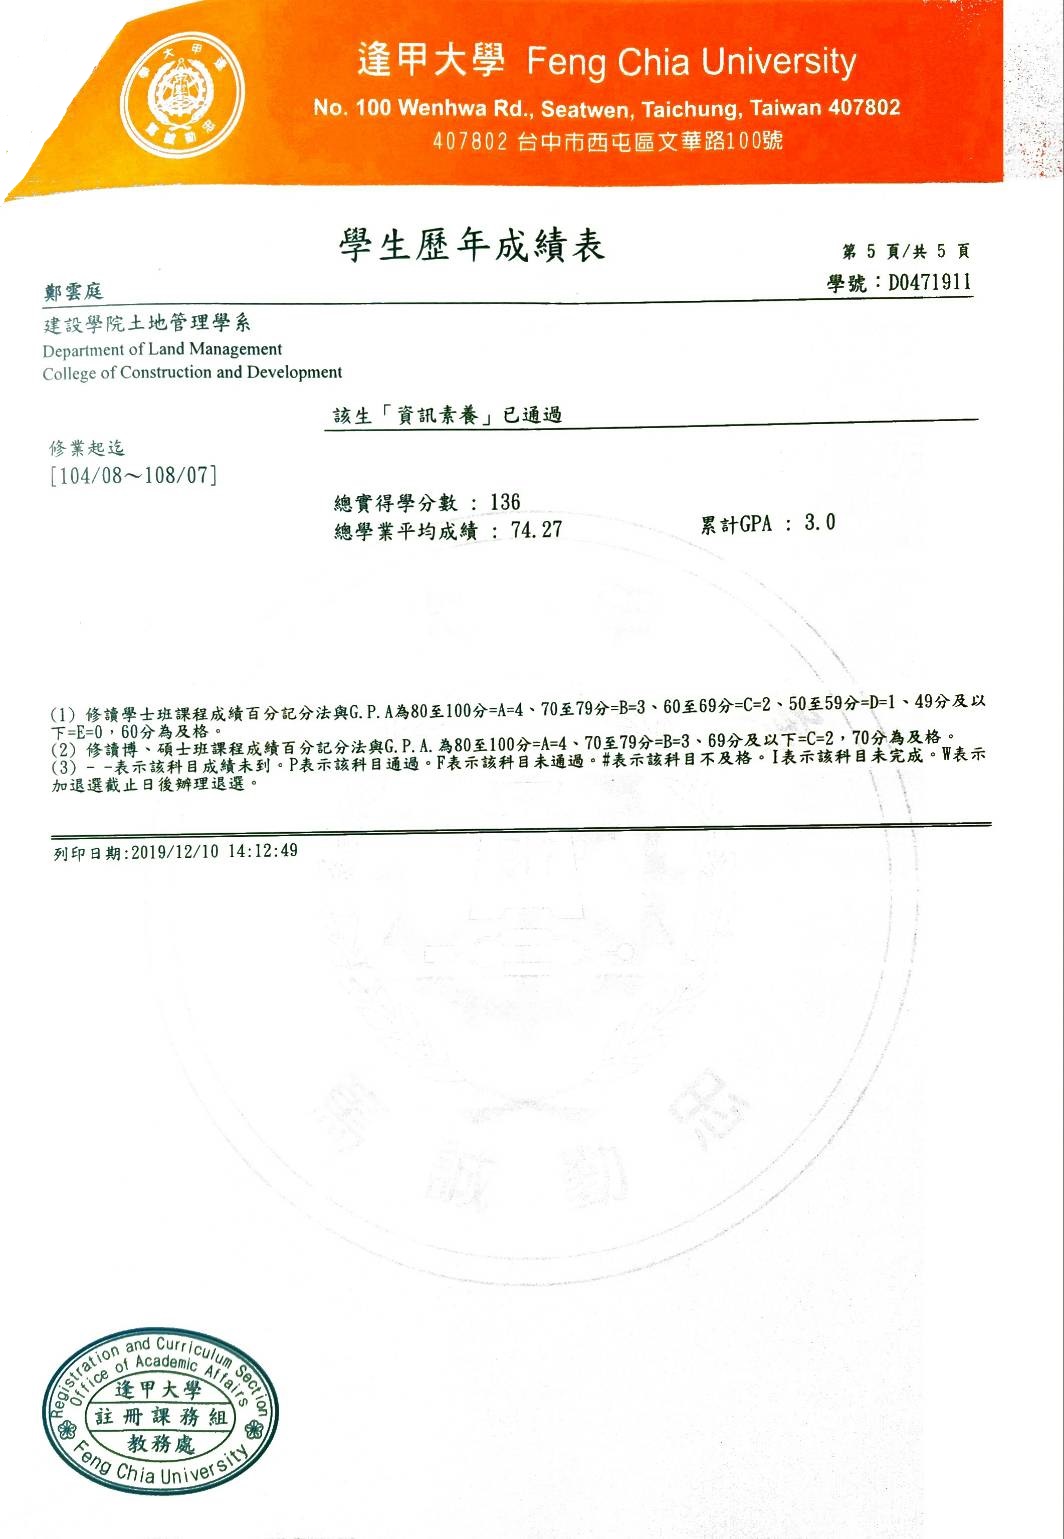 逢甲大學 Feng Chia University
No. 100 Wenhwa Rd., Seatwen, Taichung, Taiwan 407802
407802 台中市西屯區文華路100號
學生歷年成績表
第 5 頁/共 5 頁
學號：D0471911
鄭雲庭
建設學院土地管理學系
Department of Land Management
College of Construction and Development
該生「資訊素養」已通過
修業起迄
[104/08～108/07]
總實得學分數 : 136
總學業平均成績 : 74.27
累計GPA : 3.0
(1) 修讀學士班課程成績百分記分法與G.P.A為80至100分=A=4、70至79分=B=3、60至69分=C=2、50至59分=D=1、49分及以
下=E=0，60分為及格。
(2) 修讀博、碩士班課程成績百分記分法與G.P.A.為80至100分=A=4、70至79分=B=3、69分及以下=C=2，70分為及格。
(3) - -表示該科目成績未到。P表示該科目通過。F表示該科目未通過。#表示該科目不及格。I表示該科目未完成。W表示
加退選截止日後辦理退選。
列印日期:2019/12/10 14:12:49
Registration and Curriculum Section
Office of Academic Affairs
逢甲大學
註冊課務組
教務處
Feng Chia University